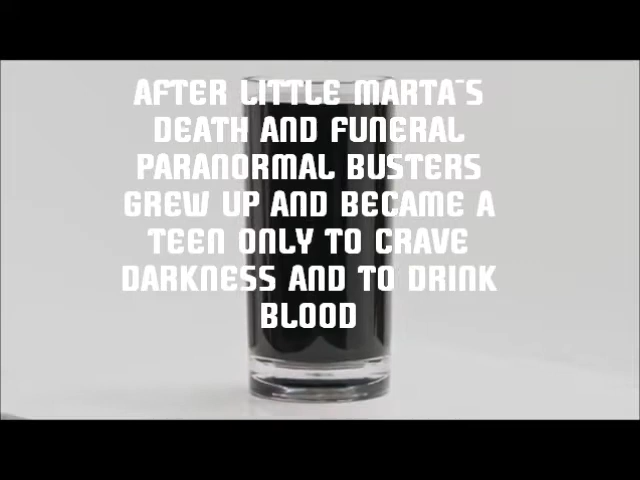 AFTER LITTLE MARTA'S
DEATH AND FUNERAL
PARANORMAL BUSTERS
GREW UP AND BECAME A
TEEN ONLY TO CRAVE
DARKNESS AND TO DRINK
BLOOD